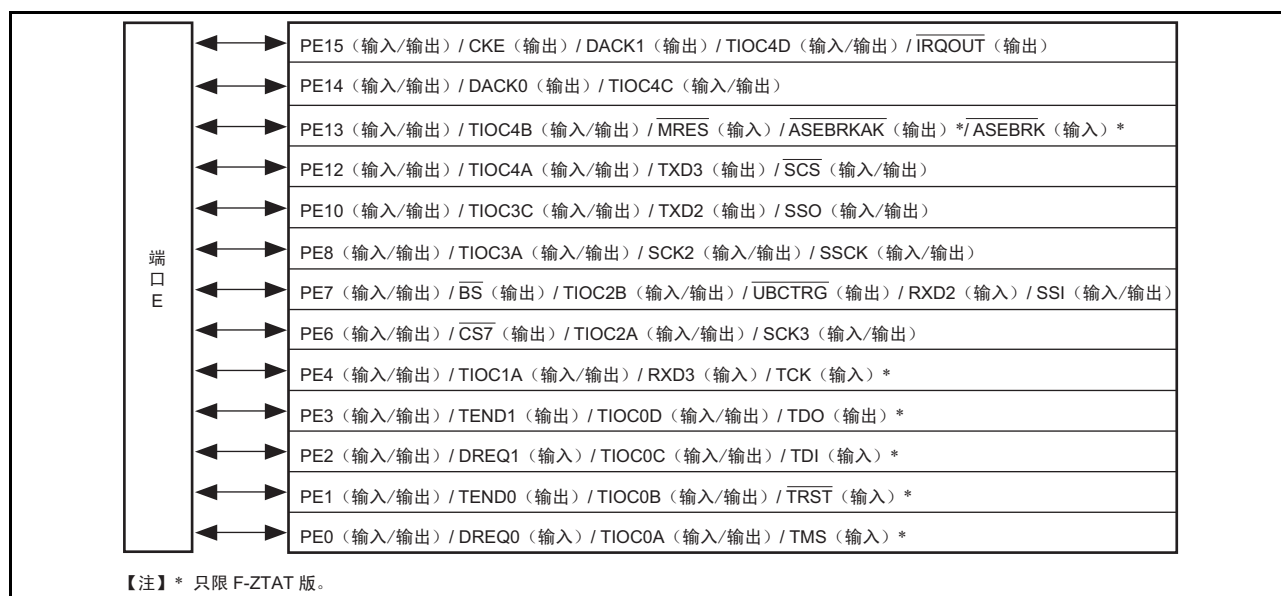 端口E
PE15（输入/输出）/ CKE（输出）/ DACK1（输出）/ TIOC4D（输入/输出）/ I̅R̅Q̅O̅U̅T̅（输出）
PE14（输入/输出）/ DACK0（输出）/ TIOC4C（输入/输出）
PE13（输入/输出）/ TIOC4B（输入/输出）/ M̅R̅E̅S̅（输入）/ A̅S̅E̅B̅R̅K̅A̅K̅（输出）*/ A̅S̅E̅B̅R̅K̅（输入）*
PE12（输入/输出）/ TIOC4A（输入/输出）/ TXD3（输出）/ S̅C̅S̅（输入/输出）
PE10（输入/输出）/ TIOC3C（输入/输出）/ TXD2（输出）/ SSO（输入/输出）
PE8（输入/输出）/ TIOC3A（输入/输出）/ SCK2（输入/输出）/ SSCK（输入/输出）
PE7（输入/输出）/ B̅S̅（输出）/ TIOC2B（输入/输出）/ U̅B̅C̅T̅R̅G̅（输出）/ RXD2（输入）/ SSI（输入/输出）
PE6（输入/输出）/ C̅S̅7̅（输出）/ TIOC2A（输入/输出）/ SCK3（输入/输出）
PE4（输入/输出）/ TIOC1A（输入/输出）/ RXD3（输入）/ TCK（输入）*
PE3（输入/输出）/ TEND1（输出）/ TIOC0D（输入/输出）/ TDO（输出）*
PE2（输入/输出）/ DREQ1（输入）/ TIOC0C（输入/输出）/ TDI（输入）*
PE1（输入/输出）/ TEND0（输出）/ TIOC0B（输入/输出）/ T̅R̅S̅T̅（输入）*
PE0（输入/输出）/ DREQ0（输入）/ TIOC0A（输入/输出）/ TMS（输入）*
【注】* 只限 F-ZTAT 版。